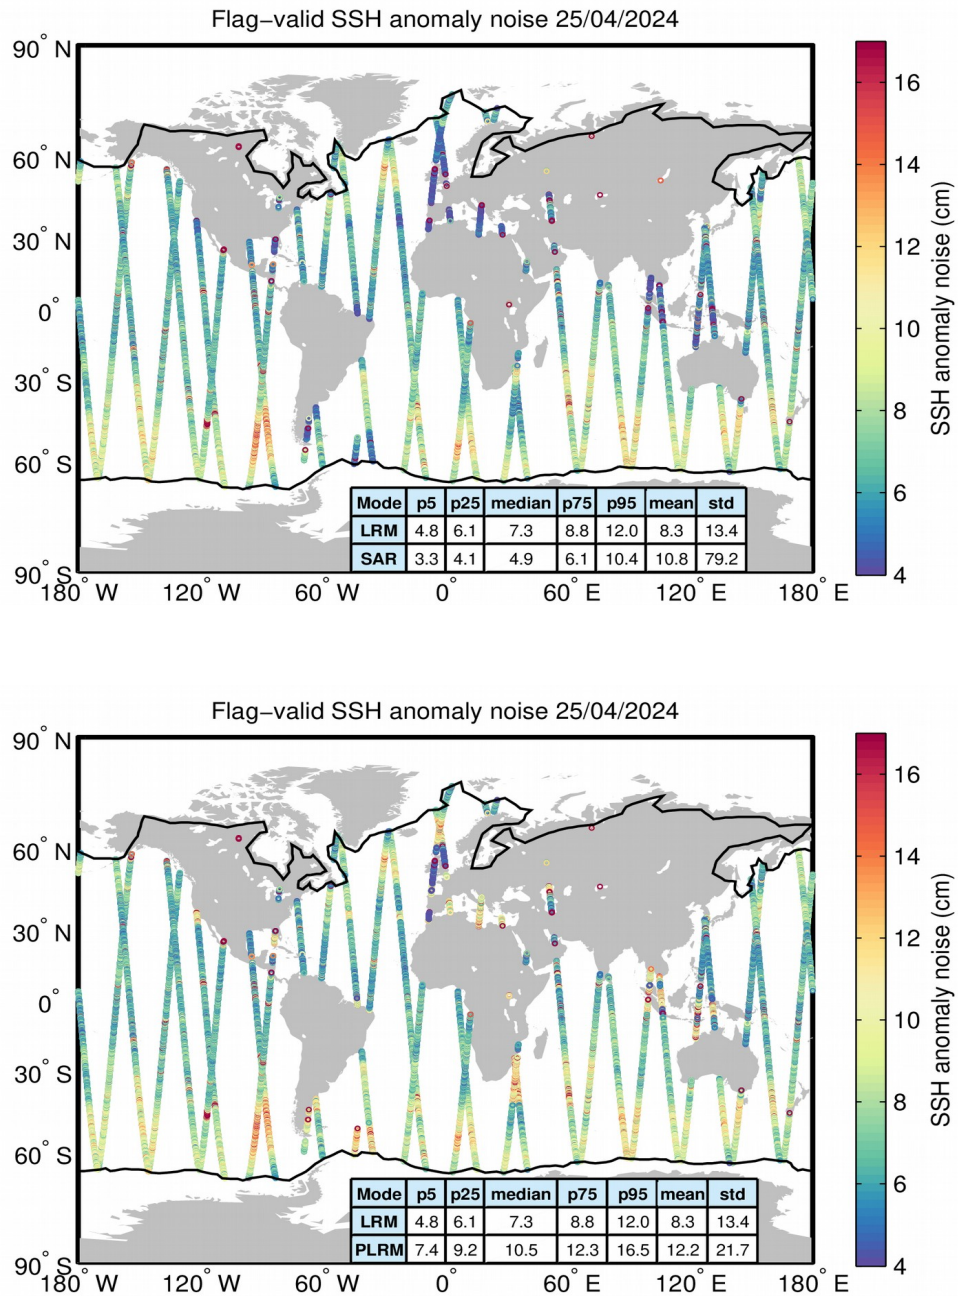 Flag−valid SSH anomaly noise 25/04/2024
90° N
60° N
30° N
0°
30° S
60° S
90° S
180° W
120° W
60° W
0°
60° E
120° E
180° E
16
14
12
10
8
6
4
SSH anomaly noise (cm)
Mode p5 p25 median p75 p95 mean std
LRM 4.8 6.1 7.3 8.8 12.0 8.3 13.4
SAR 3.3 4.1 4.9 6.1 10.4 10.8 79.2
Flag−valid SSH anomaly noise 25/04/2024
90° N
60° N
30° N
0°
30° S
60° S
90° S
180° W
120° W
60° W
0°
60° E
120° E
180° E
16
14
12
10
8
6
4
SSH anomaly noise (cm)
Mode p5 p25 median p75 p95 mean std
LRM 4.8 6.1 7.3 8.8 12.0 8.3 13.4
PLRM 7.4 9.2 10.5 12.3 16.5 12.2 21.7